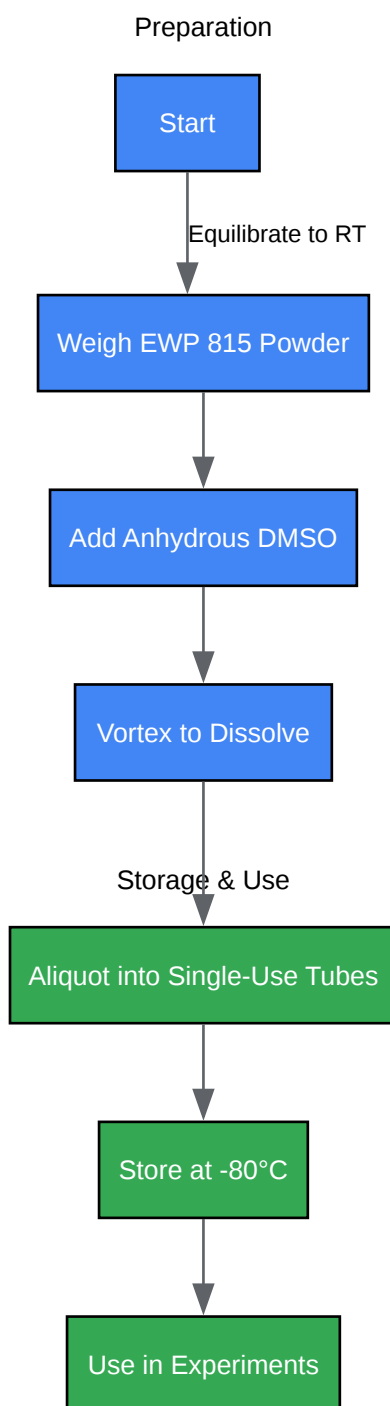 Preparation
Start
Equilibrate to RT
Weigh EWP 815 Powder
Add Anhydrous DMSO
Vortex to Dissolve
Storage & Use
Aliquot into Single-Use Tubes
Store at -80°C
Use in Experiments